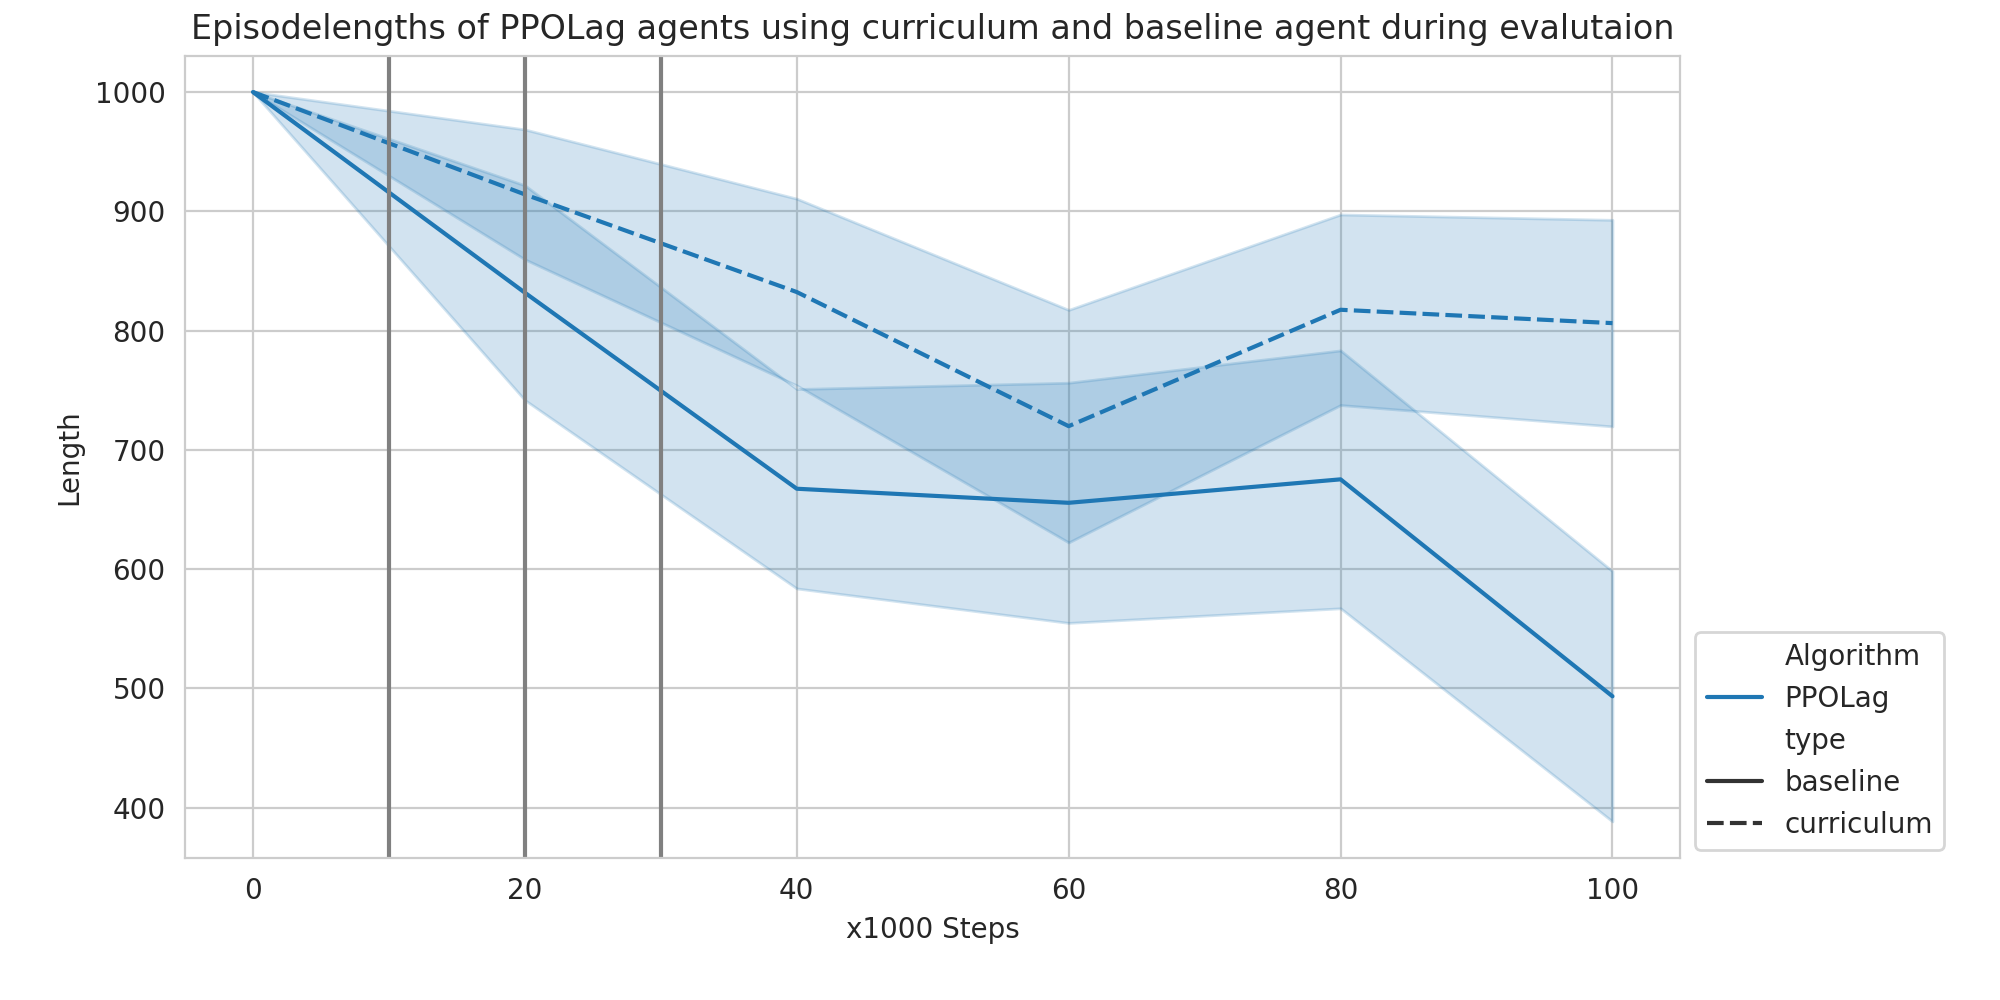 Episodelengths of PPOLag agents using curriculum and baseline agent during evalutaion
1000
900
800
700
600
500
400
Length
0 20 40 60 80 100
x1000 Steps
Algorithm
PPOLag
type
baseline
curriculum